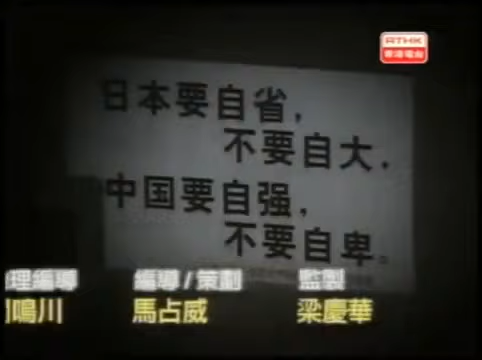 RTHK
香港電台
日本要自省,
不要自大,
中国要自强,
不要自卑。
理編導
鳴川
編導/策劃
馬占威
監製
梁慶華